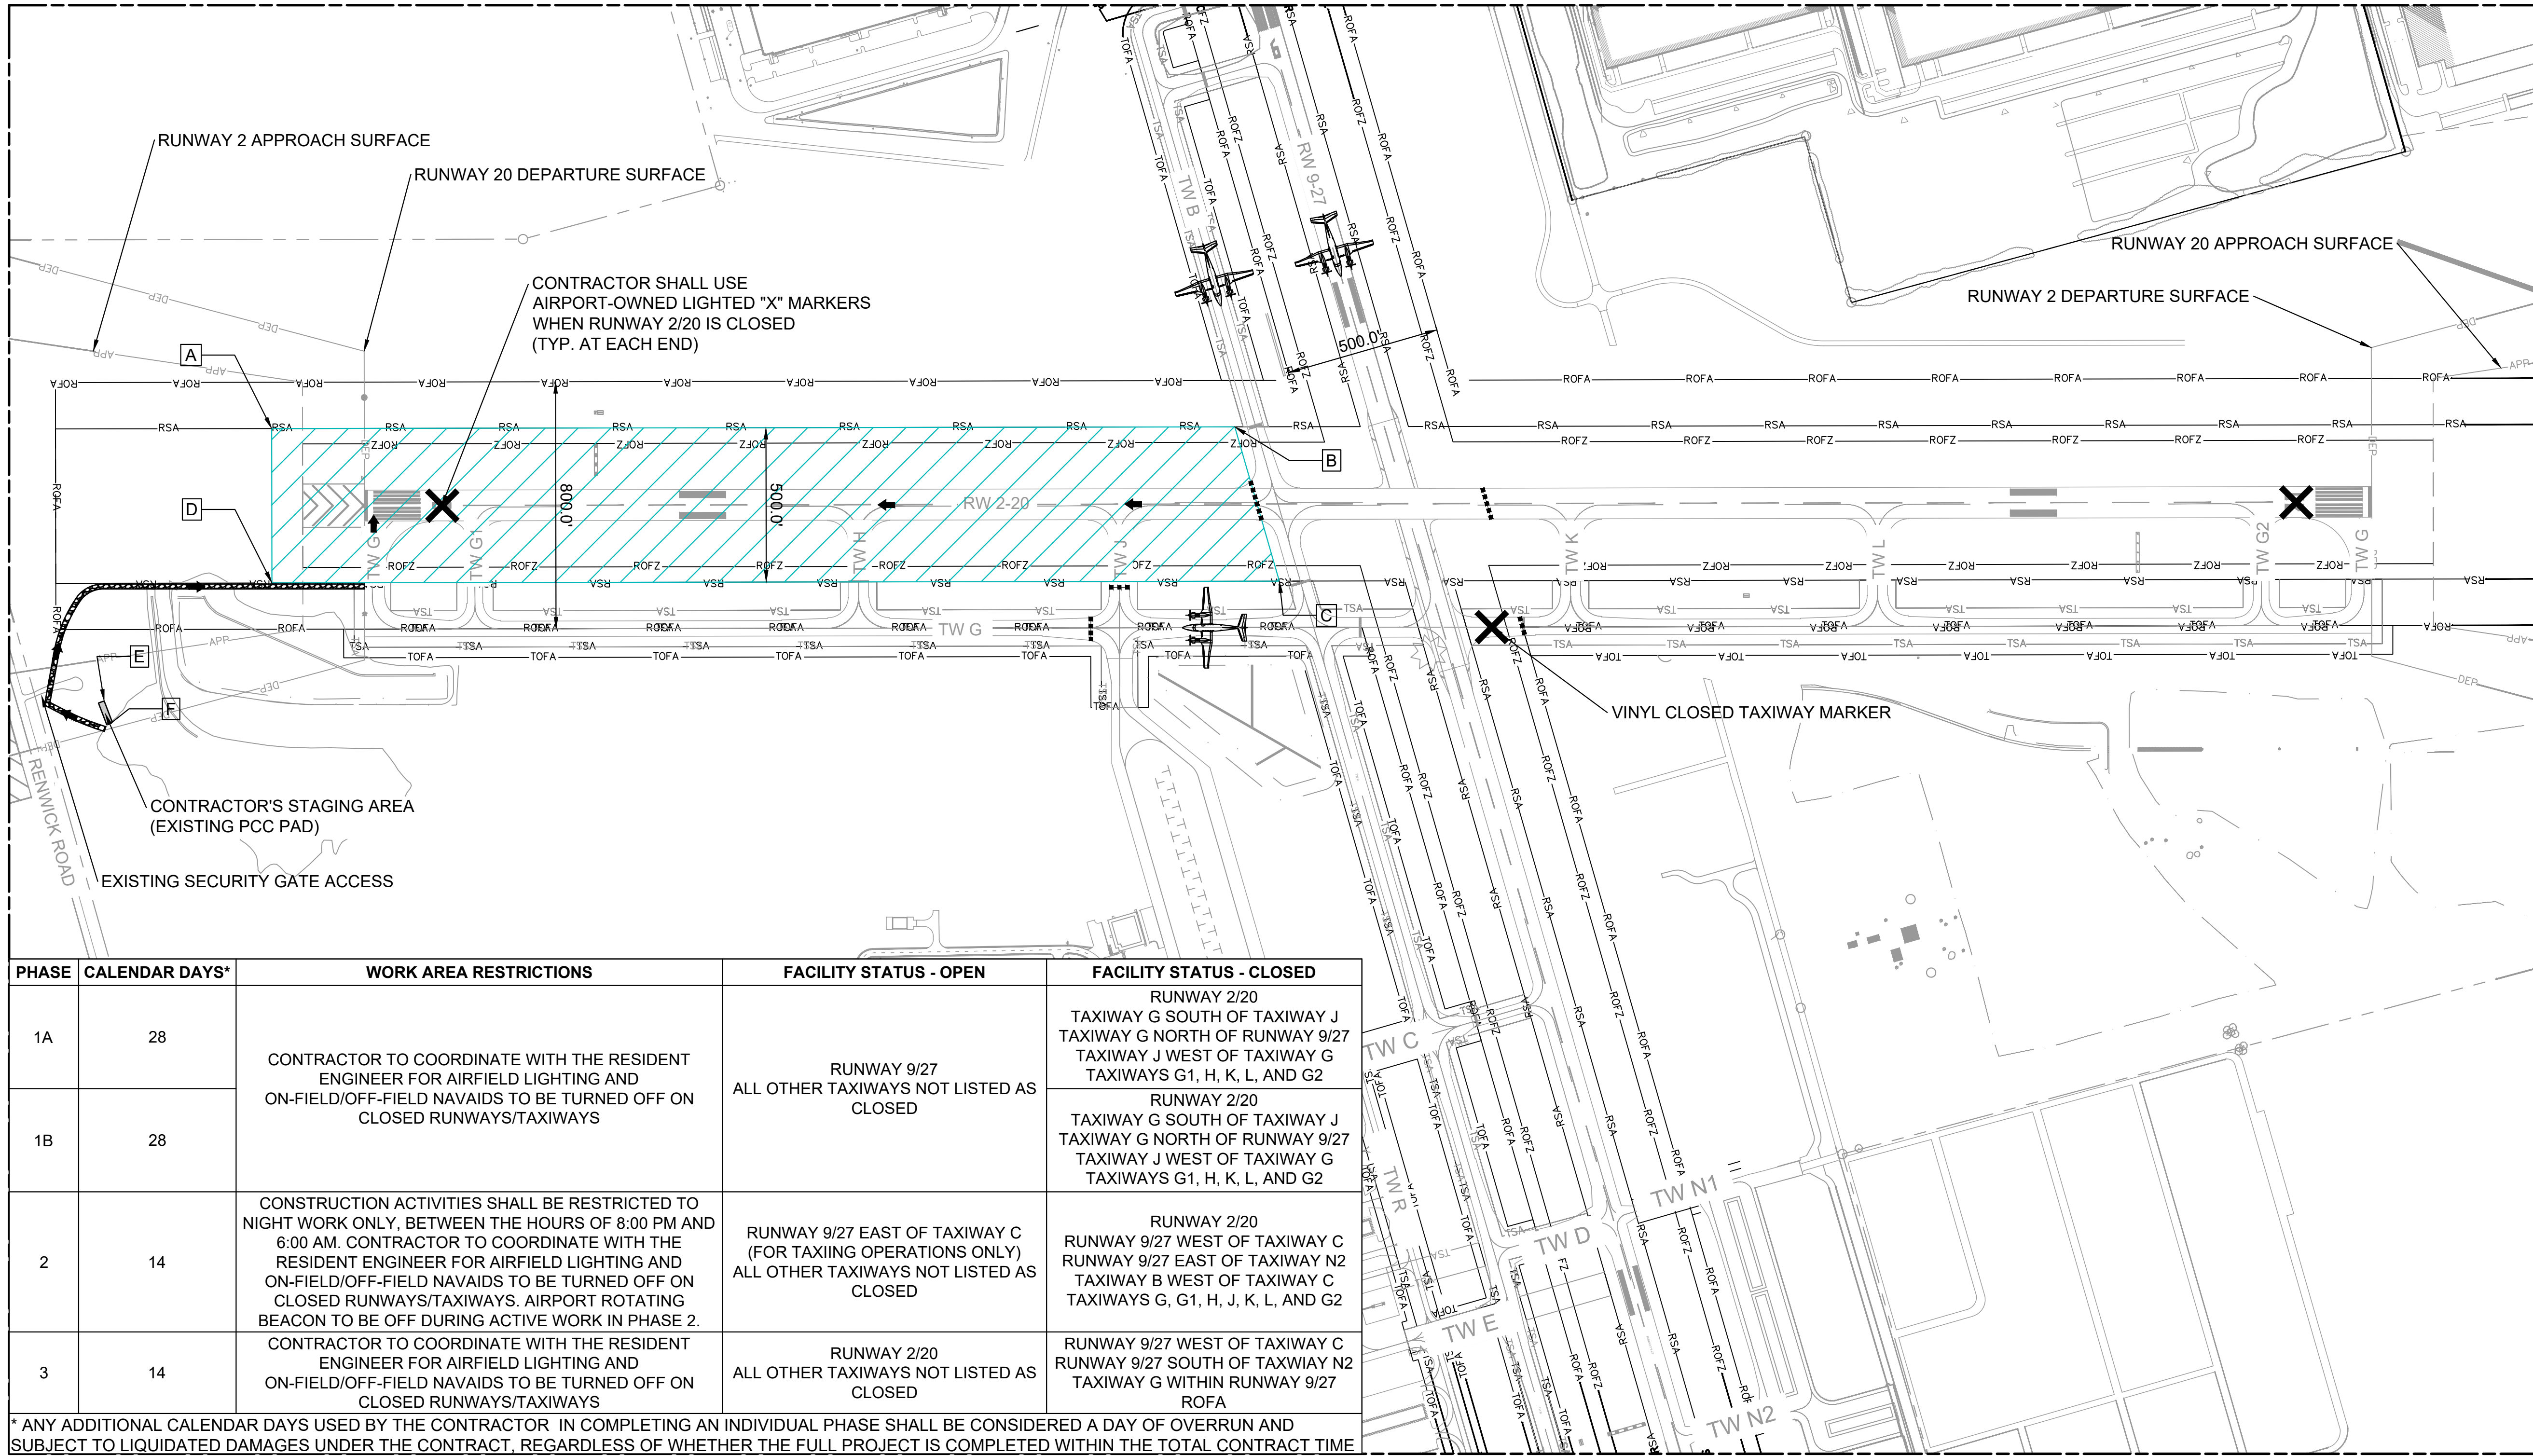 RUNWAY 2 APPROACH SURFACE
RUNWAY 20 DEPARTURE SURFACE
CONTRACTOR SHALL USE
AIRPORT-OWNED LIGHTED "X" MARKERS
WHEN RUNWAY 2/20 IS CLOSED
(TYP. AT EACH END)
RUNWAY 20 APPROACH SURFACE
RUNWAY 2 DEPARTURE SURFACE
TW B
RW 9-27
500.0'
A
B
C
D
E
F
800.0'
500.0'
RW 2-20
TW G
TW G1
TW H
TW J
TW G
TW K
TW L
TW G2
TW G
ROFA
RSA
ROFZ
TSA
TOFA
APP
DEP
VINYL CLOSED TAXIWAY MARKER
CONTRACTOR'S STAGING AREA
(EXISTING PCC PAD)
EXISTING SECURITY GATE ACCESS
RENWICK ROAD
TW C
TW R
TW D
TW E
TW N1
TW N2
PHASE CALENDAR DAYS* WORK AREA RESTRICTIONS FACILITY STATUS - OPEN FACILITY STATUS - CLOSED
1A
28
CONTRACTOR TO COORDINATE WITH THE RESIDENT
ENGINEER FOR AIRFIELD LIGHTING AND
ON-FIELD/OFF-FIELD NAVAIDS TO BE TURNED OFF ON
CLOSED RUNWAYS/TAXIWAYS
RUNWAY 9/27
ALL OTHER TAXIWAYS NOT LISTED AS
CLOSED
RUNWAY 2/20
TAXIWAY G SOUTH OF TAXIWAY J
TAXIWAY G NORTH OF RUNWAY 9/27
TAXIWAY J WEST OF TAXIWAY G
TAXIWAYS G1, H, K, L, AND G2
1B
28
RUNWAY 2/20
TAXIWAY G SOUTH OF TAXIWAY J
TAXIWAY G NORTH OF RUNWAY 9/27
TAXIWAY J WEST OF TAXIWAY G
TAXIWAYS G1, H, K, L, AND G2
2
14
CONSTRUCTION ACTIVITIES SHALL BE RESTRICTED TO
NIGHT WORK ONLY, BETWEEN THE HOURS OF 8:00 PM AND
6:00 AM. CONTRACTOR TO COORDINATE WITH THE
RESIDENT ENGINEER FOR AIRFIELD LIGHTING AND
ON-FIELD/OFF-FIELD NAVAIDS TO BE TURNED OFF ON
CLOSED RUNWAYS/TAXIWAYS. AIRPORT ROTATING
BEACON TO BE OFF DURING ACTIVE WORK IN PHASE 2.
RUNWAY 9/27 EAST OF TAXIWAY C
(FOR TAXIING OPERATIONS ONLY)
ALL OTHER TAXIWAYS NOT LISTED AS
CLOSED
RUNWAY 2/20
RUNWAY 9/27 WEST OF TAXIWAY C
RUNWAY 9/27 EAST OF TAXIWAY N2
TAXIWAY B WEST OF TAXIWAY C
TAXIWAYS G, G1, H, J, K, L, AND G2
3
14
CONTRACTOR TO COORDINATE WITH THE RESIDENT
ENGINEER FOR AIRFIELD LIGHTING AND
ON-FIELD/OFF-FIELD NAVAIDS TO BE TURNED OFF ON
CLOSED RUNWAYS/TAXIWAYS
RUNWAY 2/20
ALL OTHER TAXIWAYS NOT LISTED AS
CLOSED
RUNWAY 9/27 WEST OF TAXIWAY C
RUNWAY 9/27 SOUTH OF TAXWIAY N2
TAXIWAY G WITHIN RUNWAY 9/27
ROFA
* ANY ADDITIONAL CALENDAR DAYS USED BY THE CONTRACTOR IN COMPLETING AN INDIVIDUAL PHASE SHALL BE CONSIDERED A DAY OF OVERRUN AND
SUBJECT TO LIQUIDATED DAMAGES UNDER THE CONTRACT, REGARDLESS OF WHETHER THE FULL PROJECT IS COMPLETED WITHIN THE TOTAL CONTRACT TIME